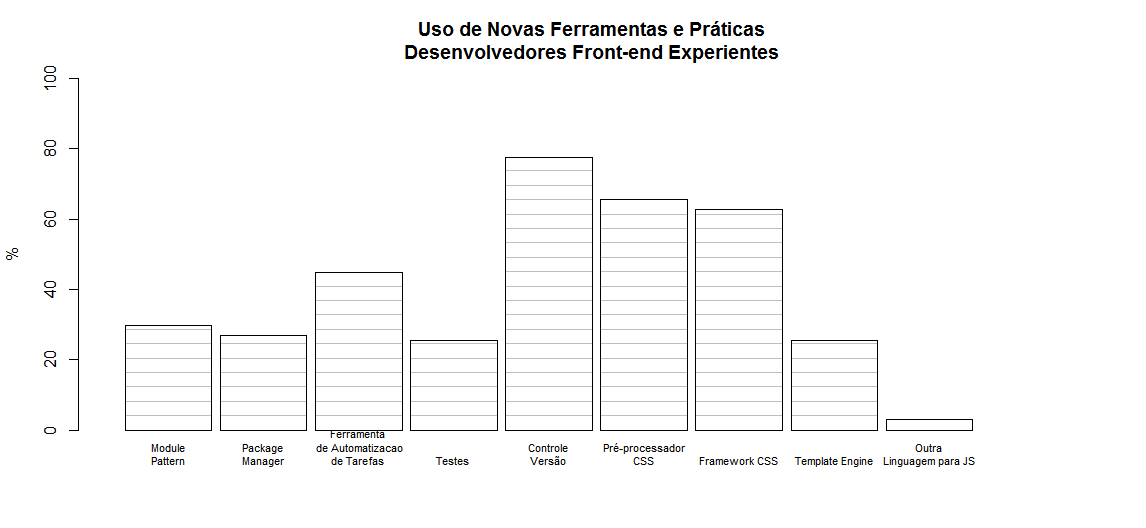 Uso de Novas Ferramentas e Práticas
Desenvolvedores Front-end Experientes
100
80
60
40
20
0
%
Module
Pattern
Package
Manager
Ferramenta
de Automatizacao
de Tarefas
Testes
Controle
Versão
Pré-processador
CSS
Framework CSS
Template Engine
Outra
Linguagem para JS